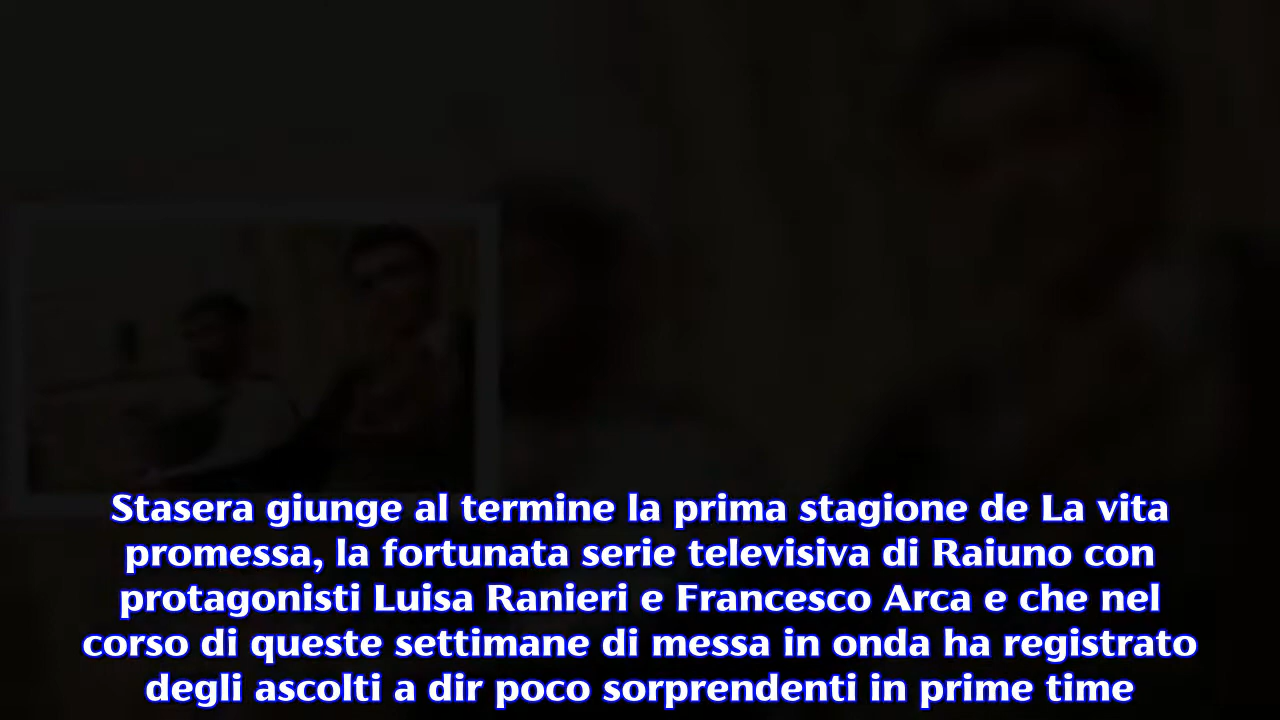 Stasera giunge al termine la prima stagione de La vita
promessa, la fortunata serie televisiva di Raiuno con
protagonisti Luisa Ranieri e Francesco Arca e che nel
corso di queste settimane di messa in onda ha registrato
degli ascolti a dir poco sorprendenti in prime time